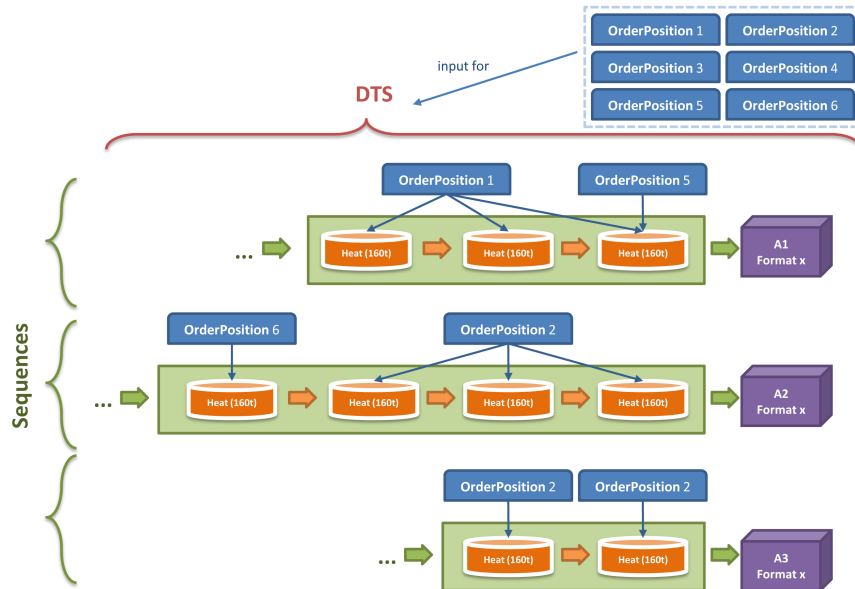 OrderPosition 1
OrderPosition 2
OrderPosition 3
OrderPosition 4
OrderPosition 5
OrderPosition 6
input for
DTS
Sequences
OrderPosition 1
OrderPosition 5
...
Heat (160t)
Heat (160t)
Heat (160t)
A1
Format x
OrderPosition 6
OrderPosition 2
...
Heat (160t)
Heat (160t)
Heat (160t)
Heat (160t)
A2
Format x
OrderPosition 2
OrderPosition 2
...
Heat (160t)
Heat (160t)
A3
Format x